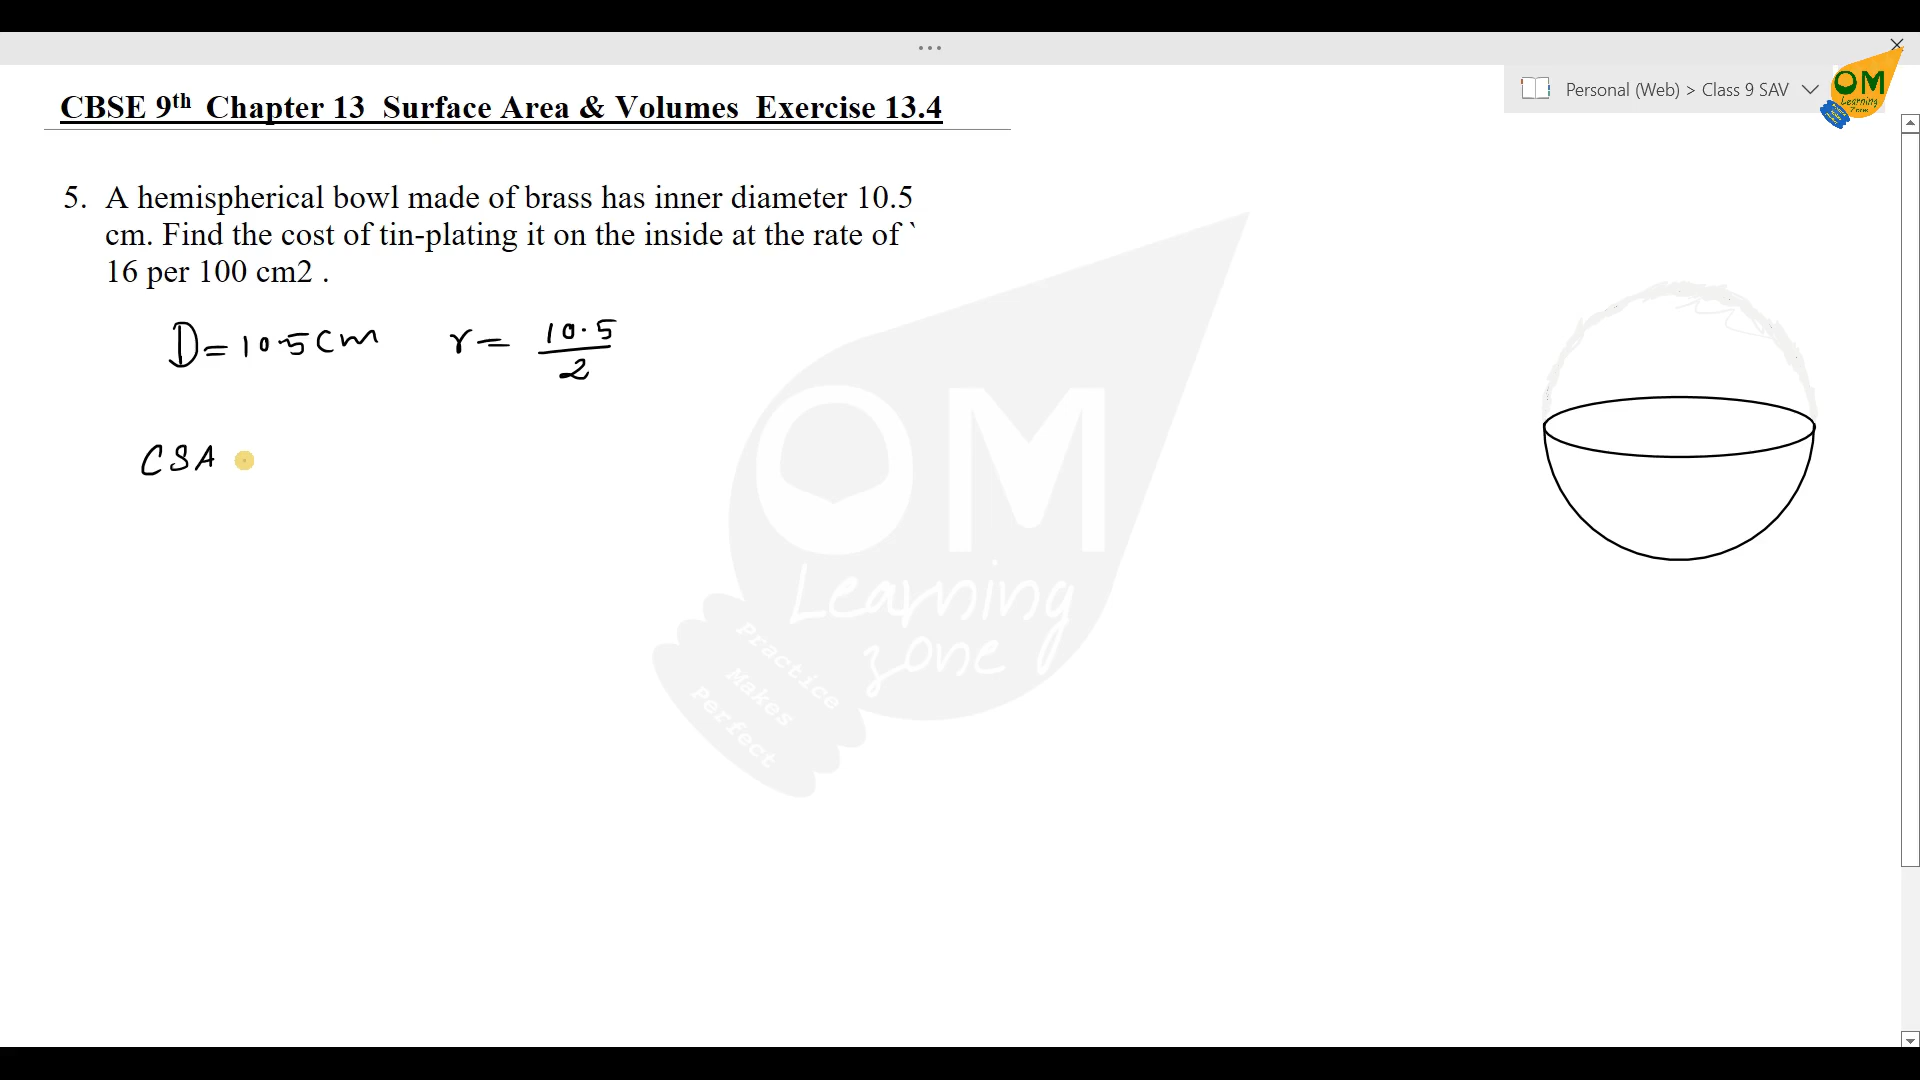 ...
Personal (Web) > Class 9 SAV
OM
Learning
Zone
CBSE 9th Chapter 13 Surface Area & Volumes Exercise 13.4
5. A hemispherical bowl made of brass has inner diameter 10.5
cm. Find the cost of tin-plating it on the inside at the rate of `
16 per 100 cm2 .
D = 10.5 cm r = 10.5
2
CSA
OM
Learning
zone
Practice
Makes
Perfect